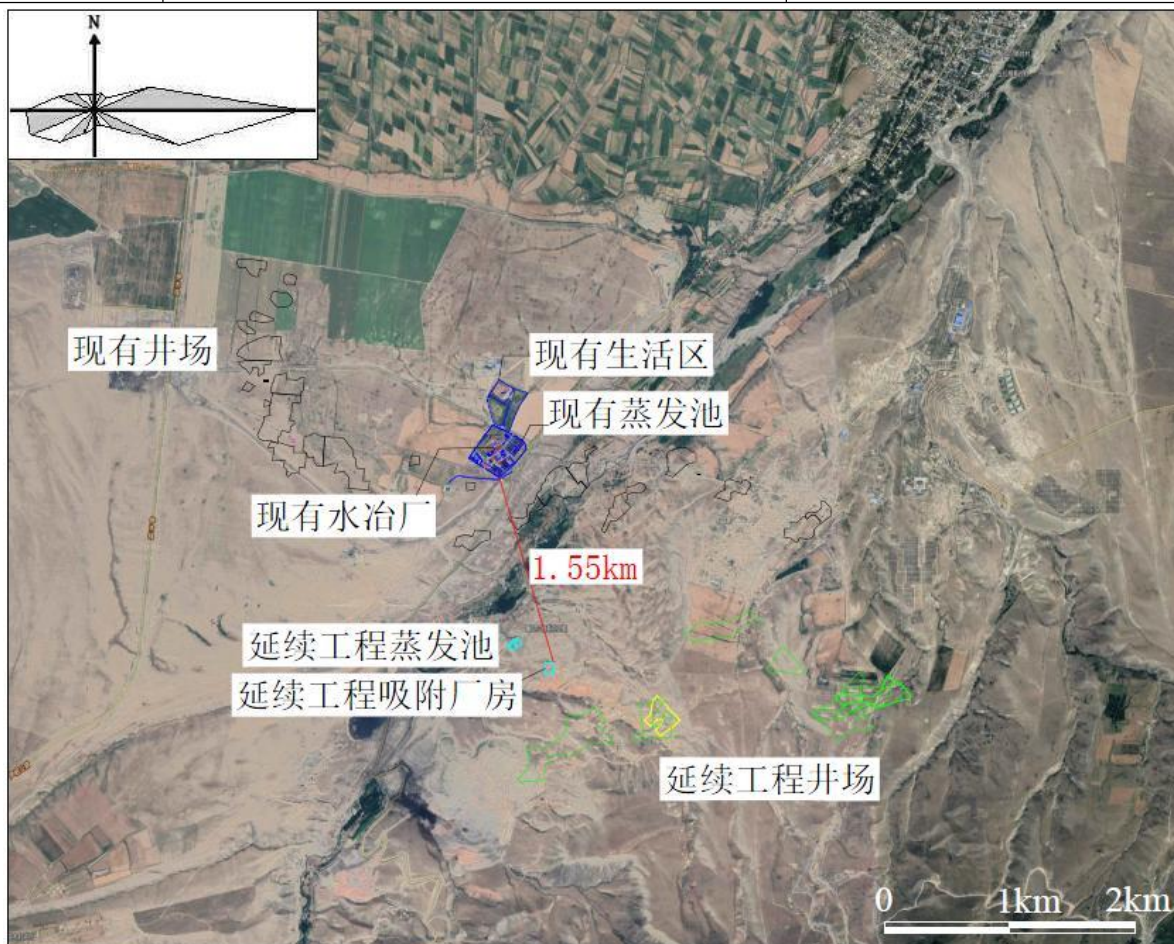 N
现有井场
现有生活区
现有蒸发池
现有水冶厂
1.55km
延续工程蒸发池
延续工程吸附厂房
延续工程井场
0 1km 2km